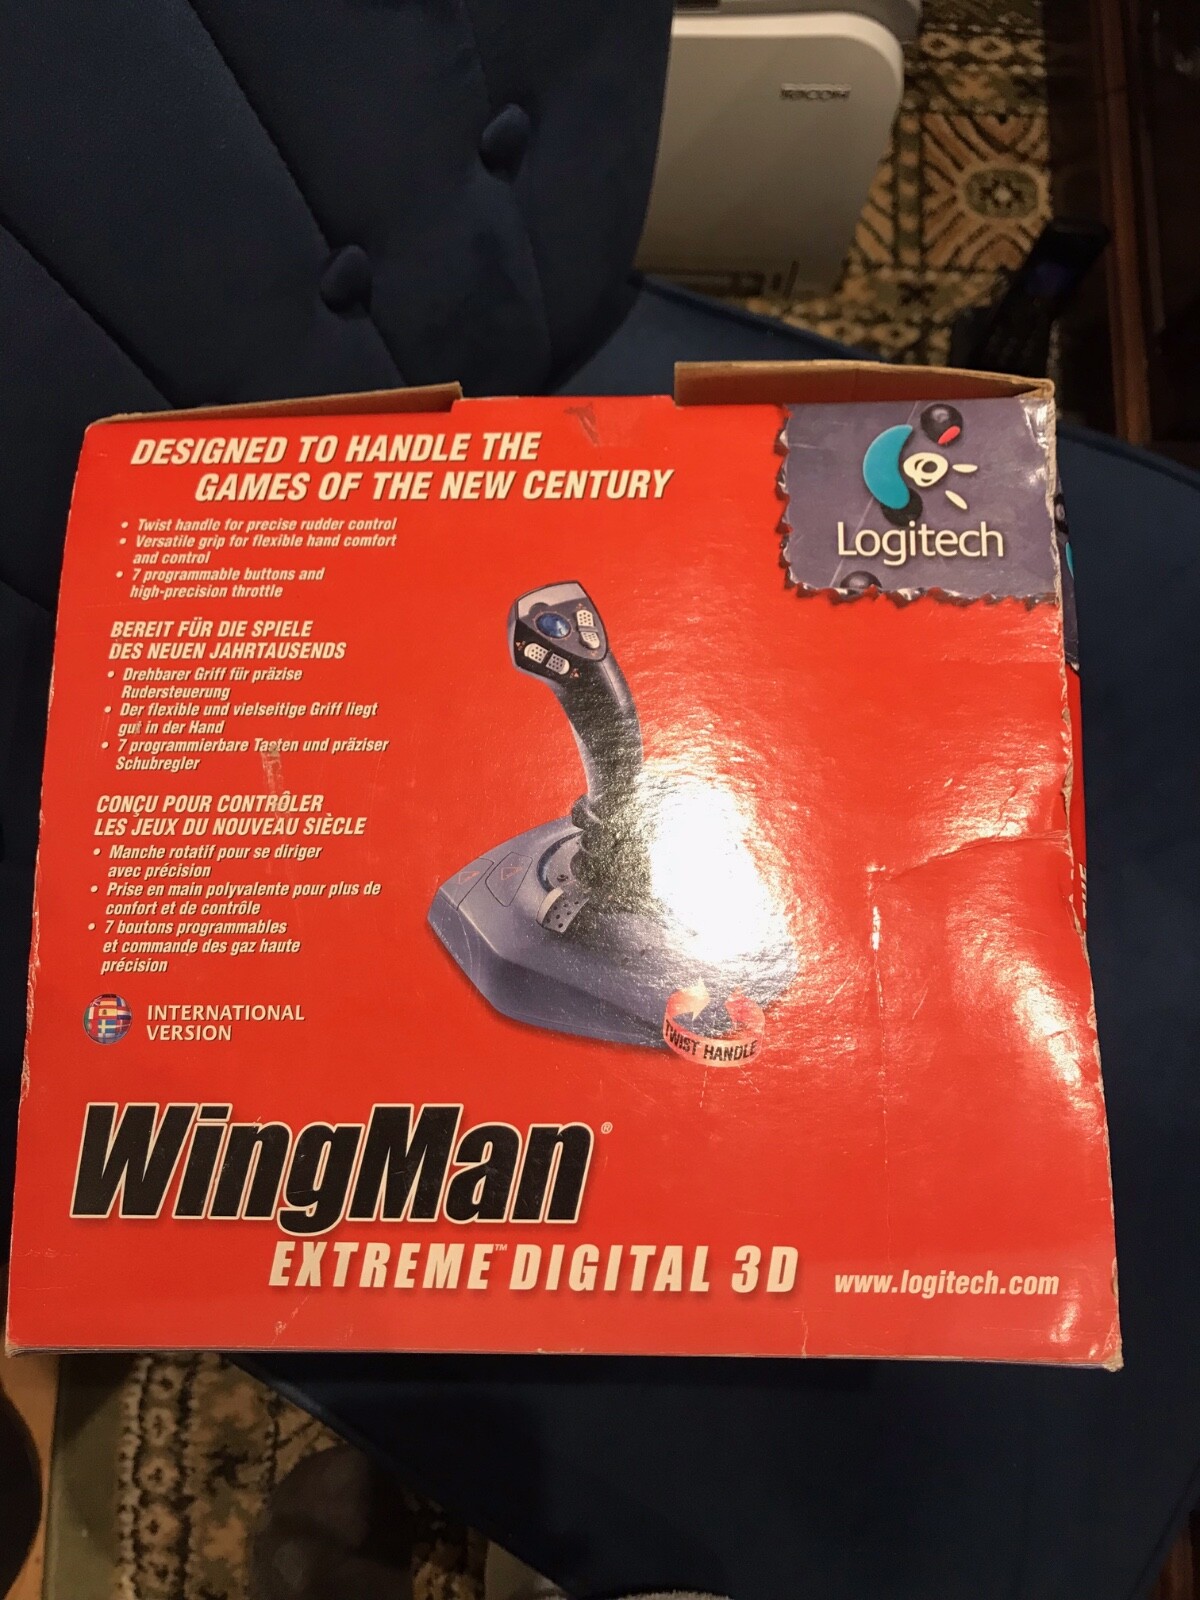 RICOH
DESIGNED TO HANDLE THE
GAMES OF THE NEW CENTURY
• Twist handle for precise rudder control
• Versatile grip for flexible hand comfort
and control
• 7 programmable buttons and
high-precision throttle
Logitech
BEREIT FÜR DIE SPIELE
DES NEUEN JAHRTAUSENDS
• Drehbarer Griff für präzise
Rudersteuerung
• Der flexible und vielseitige Griff liegt
gut in der Hand
• 7 programmierbare Tasten und präziser
Schubregler
CONÇU POUR CONTRÔLER
LES JEUX DU NOUVEAU SIÈCLE
• Manche rotatif pour se diriger
avec précision
• Prise en main polyvalente pour plus de
confort et de contrôle
• 7 boutons programmables
et commande des gaz haute
précision
INTERNATIONAL
VERSION
TWIST HANDLE
WingMan®
EXTREME™ DIGITAL 3D
www.logitech.com